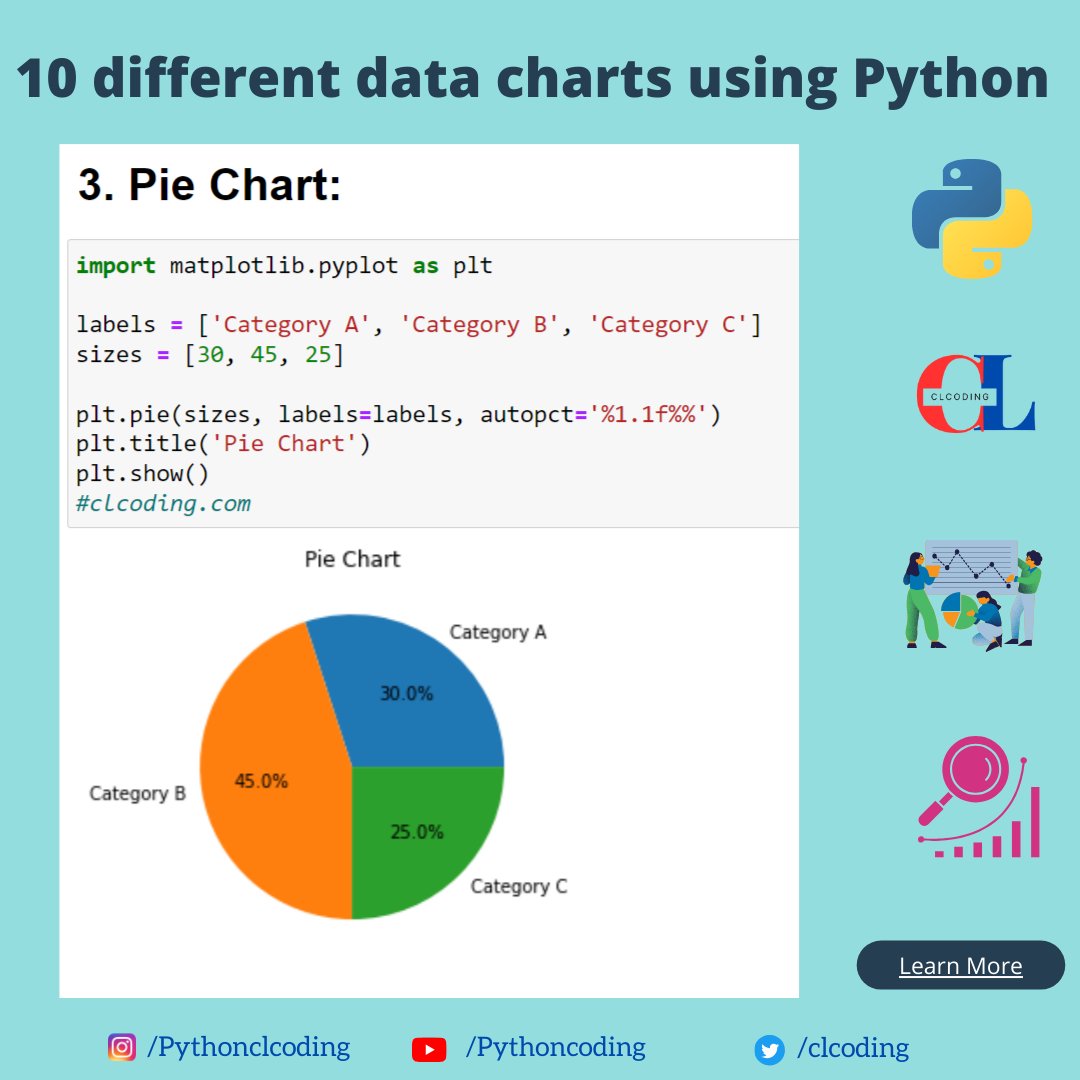 10 different data charts using Python
3. Pie Chart:
import matplotlib.pyplot as plt
labels = ['Category A', 'Category B', 'Category C']
sizes = [30, 45, 25]
plt.pie(sizes, labels=labels, autopct='%1.1f%%')
plt.title('Pie Chart')
plt.show()
#clcoding.com
CL
CLCODING
Pie Chart
Category A
30.0%
45.0%
Category B
25.0%
Category C
Learn More
/Pythonclcoding
/Pythoncoding
/clcoding